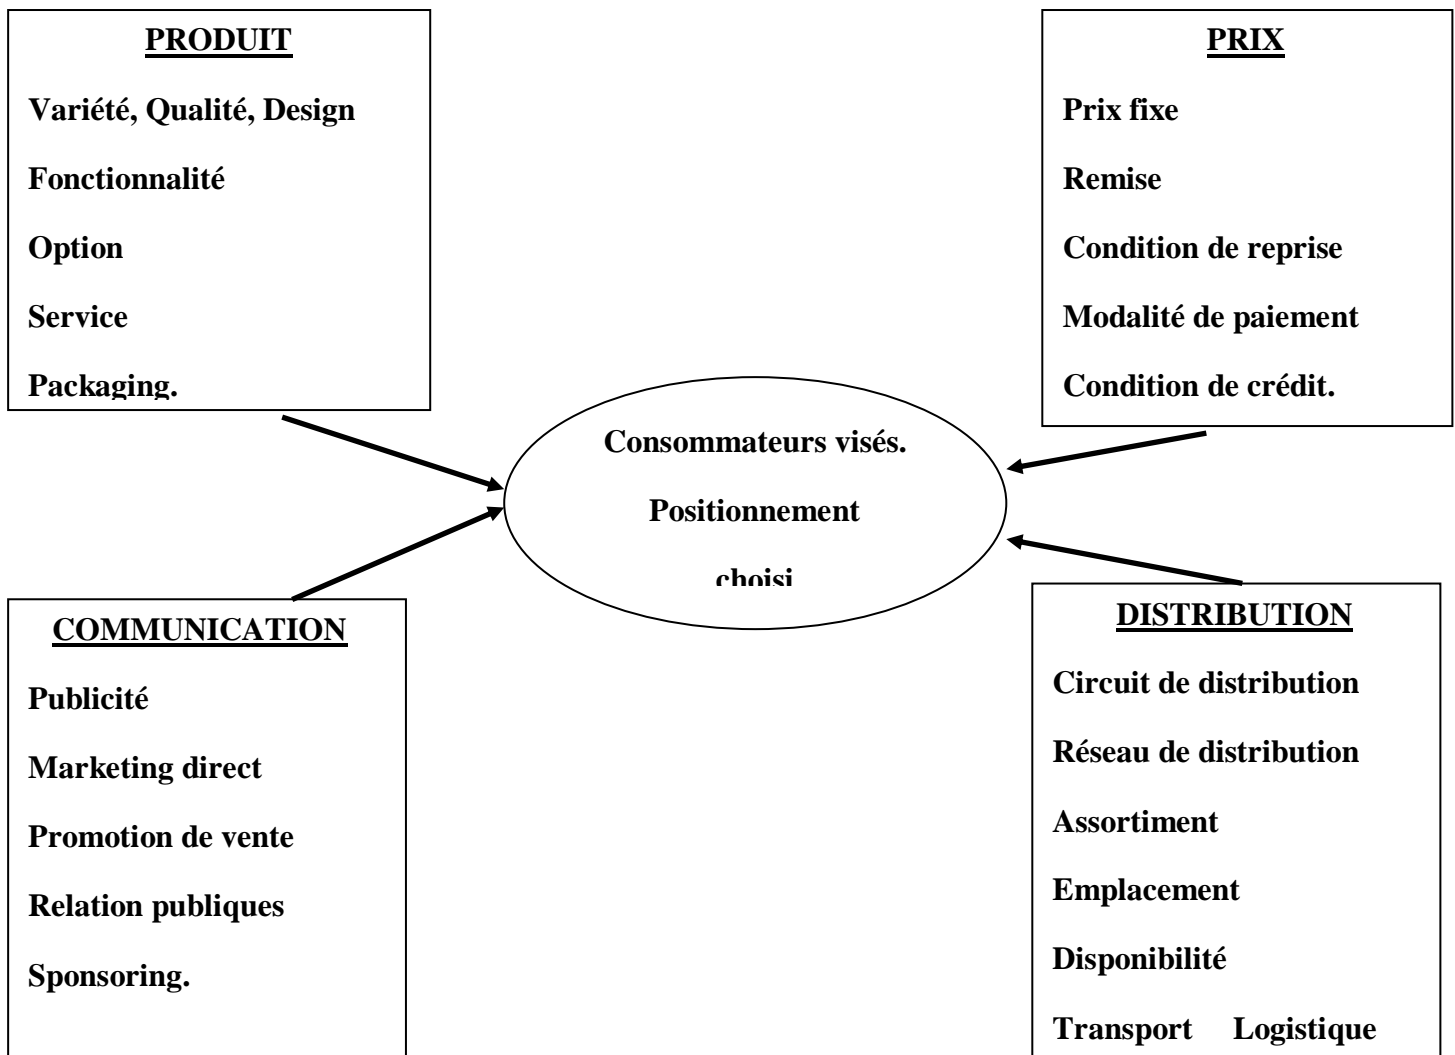 PRODUIT
Variété, Qualité, Design
Fonctionnalité
Option
Service
Packaging.
PRIX
Prix fixe
Remise
Condition de reprise
Modalité de paiement
Condition de crédit.
Consommateurs visés.
Positionnement
choisi
COMMUNICATION
Publicité
Marketing direct
Promotion de vente
Relation publiques
Sponsoring.
DISTRIBUTION
Circuit de distribution
Réseau de distribution
Assortiment
Emplacement
Disponibilité
Transport Logistique